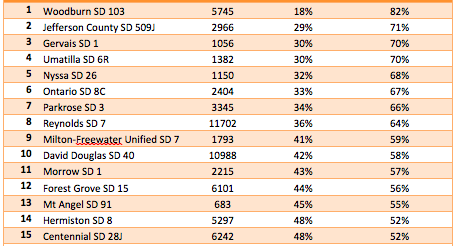 1 Woodburn SD 103 5745 18% 82%
2 Jefferson County SD 509J 2966 29% 71%
3 Gervais SD 1 1056 30% 70%
4 Umatilla SD 6R 1382 30% 70%
5 Nyssa SD 26 1150 32% 68%
6 Ontario SD 8C 2404 33% 67%
7 Parkrose SD 3 3345 34% 66%
8 Reynolds SD 7 11702 36% 64%
9 Milton-Freewater Unified SD 7 1793 41% 59%
10 David Douglas SD 40 10988 42% 58%
11 Morrow SD 1 2215 43% 57%
12 Forest Grove SD 15 6101 44% 56%
13 Mt Angel SD 91 683 45% 55%
14 Hermiston SD 8 5297 48% 52%
15 Centennial SD 28J 6242 48% 52%